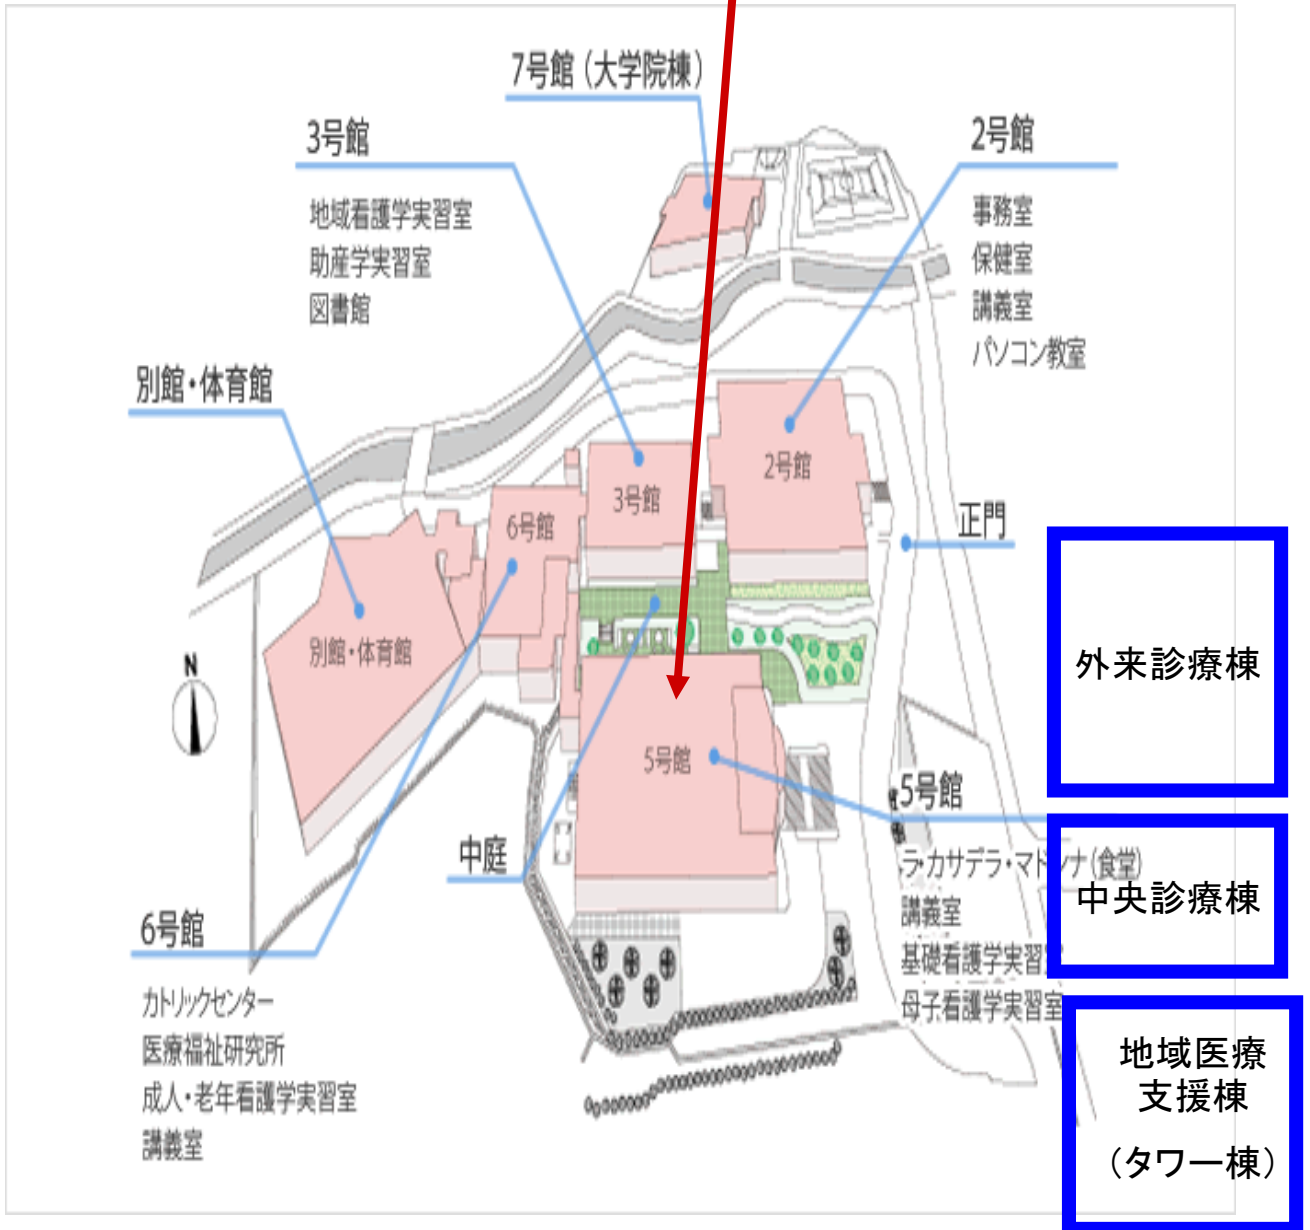 7号館（大学院棟）
3号館
地域看護学実習室
助産学実習室
図書館
2号館
事務室
保健室
講義室
パソコン教室
別館・体育館
2号館
3号館
6号館
正門
別館・体育館
N
外来診療棟
5号館
5号館
ラ・カサデラ・マドンナ(食堂)
講義室
基礎看護学実習室
母子看護学実習室
中庭
中央診療棟
6号館
カトリックセンター
医療福祉研究所
成人・老年看護学実習室
講義室
地域医療
支援棟
（タワー棟）